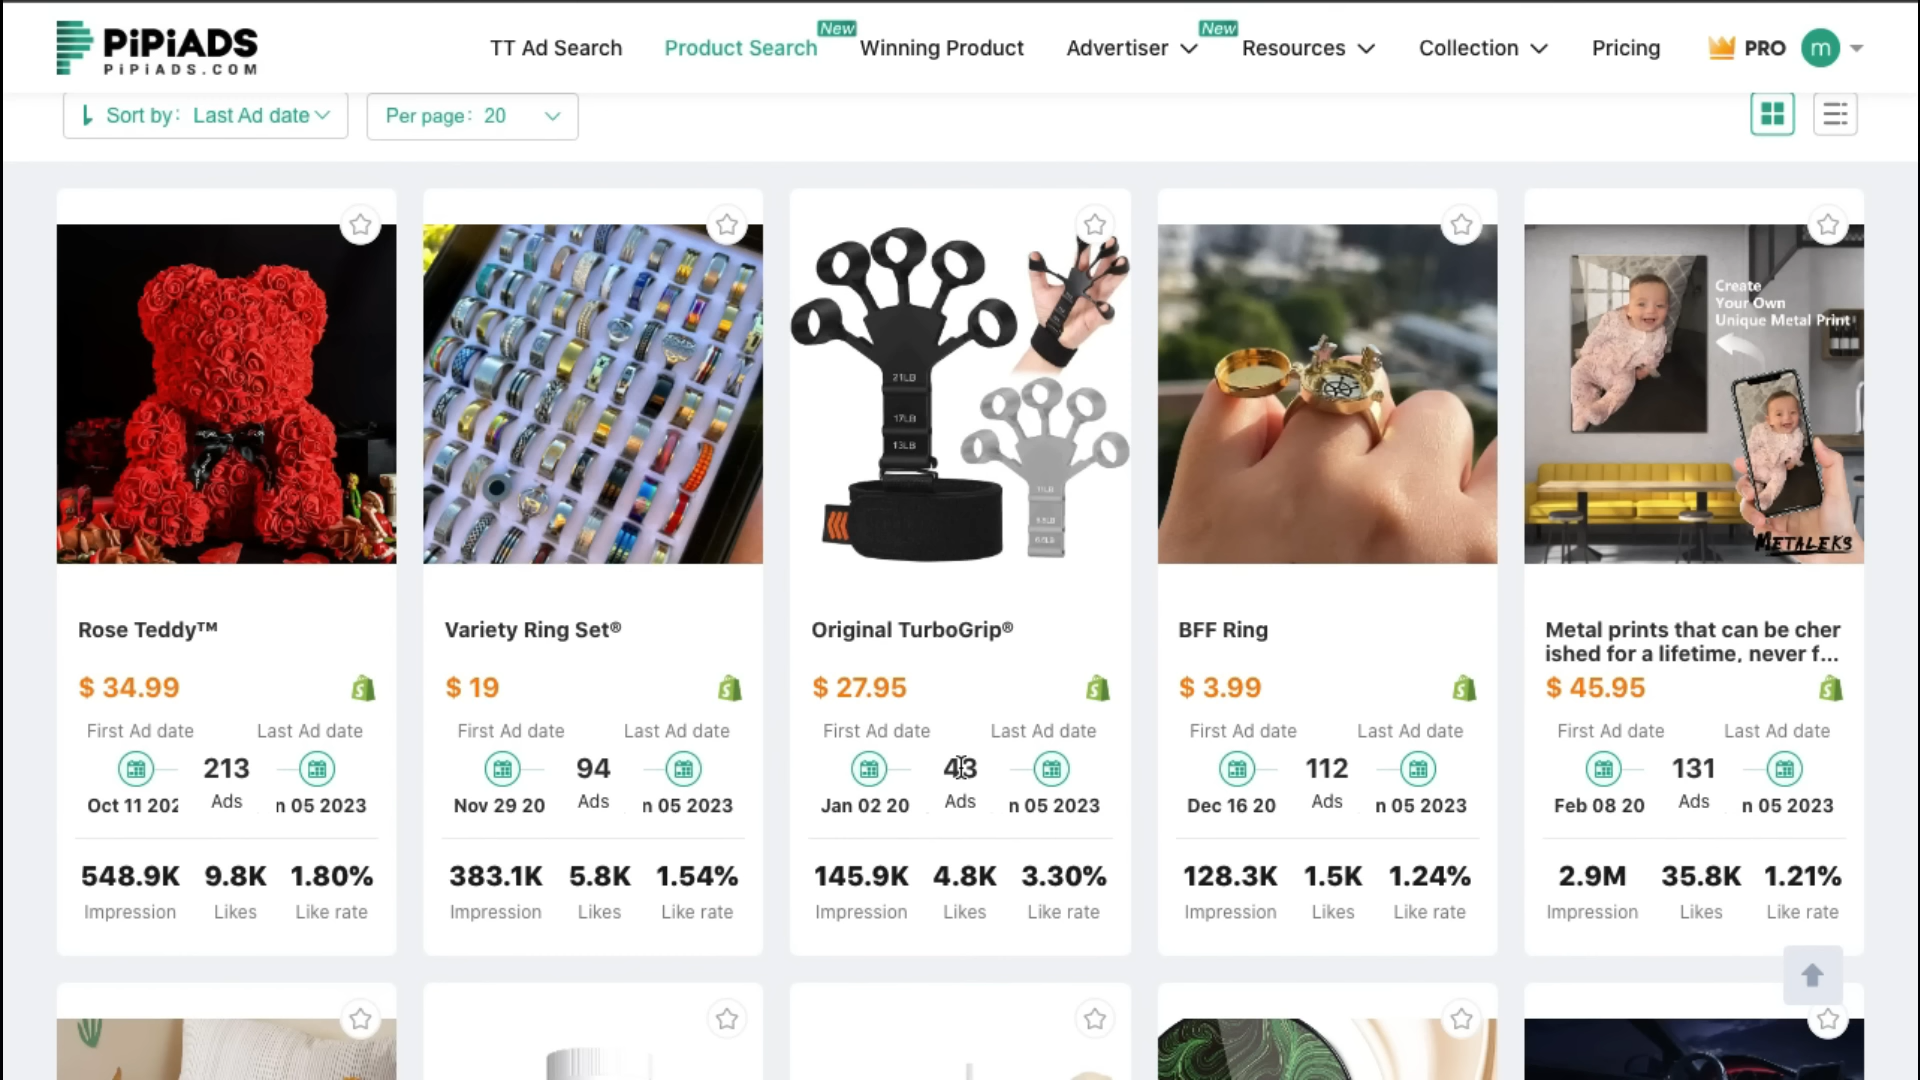 PiPiADS
PiPiADS.COM
TT Ad Search
Product Search
New
Winning Product
Advertiser
New
Resources
Collection
Pricing
PRO
m
Sort by: Last Ad date
Per page: 20
21LB
17LB
13LB
Create
Your Own
Unique Metal Print
METALEKS
Rose Teddy™
$ 34.99
First Ad date
Last Ad date
213
Ads
Oct 11 202
n 05 2023
548.9K 9.8K 1.80%
Impression Likes Like rate
Variety Ring Set®
$ 19
First Ad date
Last Ad date
94
Ads
Nov 29 20
n 05 2023
383.1K 5.8K 1.54%
Impression Likes Like rate
Original TurboGrip®
$ 27.95
First Ad date
Last Ad date
43
Ads
Jan 02 20
n 05 2023
145.9K 4.8K 3.30%
Impression Likes Like rate
BFF Ring
$ 3.99
First Ad date
Last Ad date
112
Ads
Dec 16 20
n 05 2023
128.3K 1.5K 1.24%
Impression Likes Like rate
Metal prints that can be cher
ished for a lifetime, never f...
$ 45.95
First Ad date
Last Ad date
131
Ads
Feb 08 20
n 05 2023
2.9M 35.8K 1.21%
Impression Likes Like rate